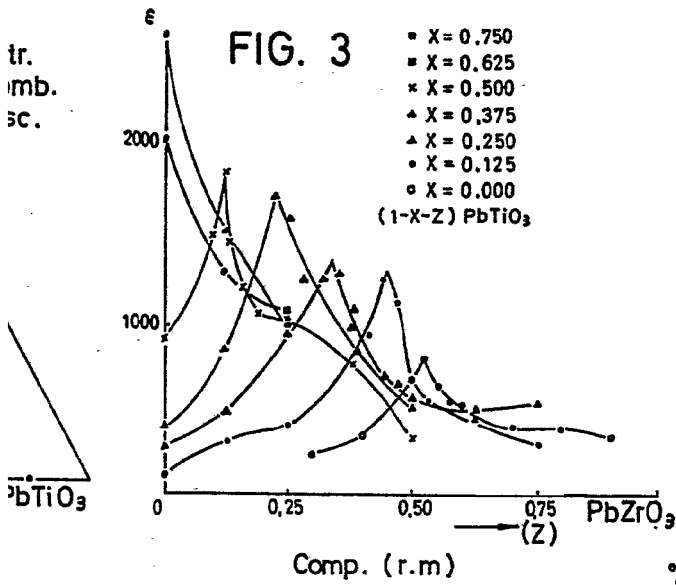 ε
FIG. 3
tr.
omb.
sc.
X = 0.750
X = 0.625
X = 0.500
X = 0.375
X = 0.250
X = 0.125
X = 0.000
(1-X-Z) PbTiO₃
2000
1000
PbTiO₃
0
0,25
0,50
0,75
PbZrO₃
(Z)
Comp. (r.m)